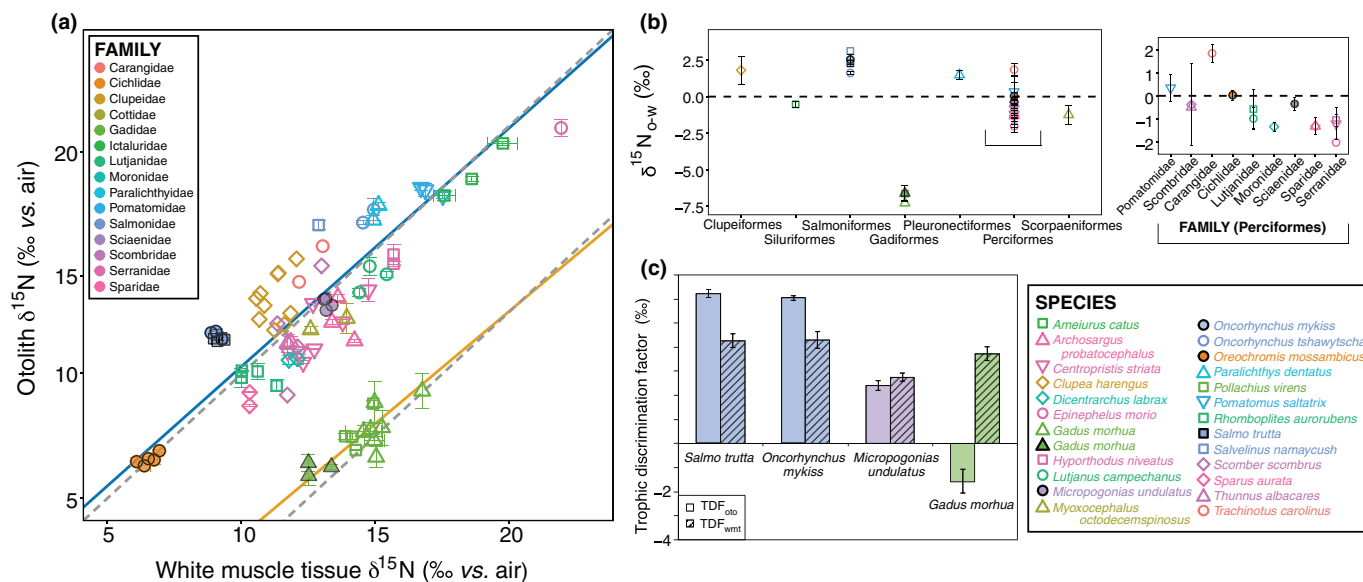 (a)
FAMILY
Carangidae
Cichlidae
Clupeidae
Cottidae
Gadidae
Ictaluridae
Lutjanidae
Moronidae
Paralichthyidae
Pomatomidae
Salmonidae
Sciaenidae
Scombridae
Serranidae
Sparidae
Otolith δ15N (‰ vs. air)
20
15
10
5
5
10
15
20
White muscle tissue δ15N (‰ vs. air)
(b)
δ15No-w (‰)
2.5
0.0
−2.5
−7.5
Clupeiformes
Siluriformes
Salmoniformes
Gadiformes
Pleuronectiformes
Perciformes
Scorpaeniformes
2
1
0
−1
−2
Pomatomidae
Scombridae
Carangidae
Cichlidae
Lutjanidae
Moronidae
Sciaenidae
Sparidae
Serranidae
FAMILY (Perciformes)
(c)
Trophic discrimination factor (‰)
−2
−4
Salmo trutta
Oncorhynchus
mykiss
Micropogonias
undulatus
Gadus morhua
TDFoto
TDFwmt
SPECIES
Ameiurus catus
Archosargus
probatocephalus
Centropristis striata
Clupea harengus
Dicentrarchus labrax
Epinephelus morio
Gadus morhua
Gadus morhua
Hyporthodus niveatus
Lutjanus campechanus
Micropogonias undulatus
Myoxocephalus
octodecemspinosus
Oncorhynchus mykiss
Oncorhynchus tshawytscha
Oreochromis mossambicus
Paralichthys dentatus
Pollachius virens
Pomatomus saltatrix
Rhomboplites aurorubens
Salmo trutta
Salvelinus namaycush
Scomber scombrus
Sparus aurata
Thunnus albacares
Trachinotus carolinus